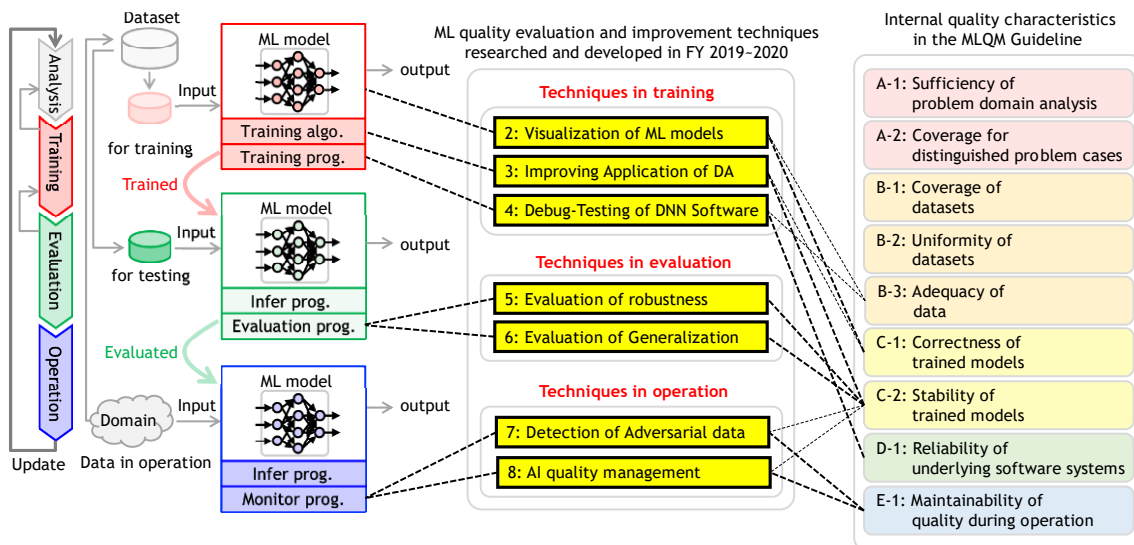 Dataset
Analysis
Training
Evaluation
Operation
Update
for training
for testing
Domain
Data in operation
Input
ML model
output
Training algo.
Training prog.
Trained
Input
ML model
output
Infer prog.
Evaluation prog.
Evaluated
Input
ML model
output
Infer prog.
Monitor prog.
ML quality evaluation and improvement techniques
researched and developed in FY 2019~2020
Techniques in training
2: Visualization of ML models
3: Improving Application of DA
4: Debug-Testing of DNN Software
Techniques in evaluation
5: Evaluation of robustness
6: Evaluation of Generalization
Techniques in operation
7: Detection of Adversarial data
8: AI quality management
Internal quality characteristics
in the MLQM Guideline
A-1: Sufficiency of
problem domain analysis
A-2: Coverage for
distinguished problem cases
B-1: Coverage of
datasets
B-2: Uniformity of
datasets
B-3: Adequacy of
data
C-1: Correctness of
trained models
C-2: Stability of
trained models
D-1: Reliability of
underlying software systems
E-1: Maintainability of
quality during operation